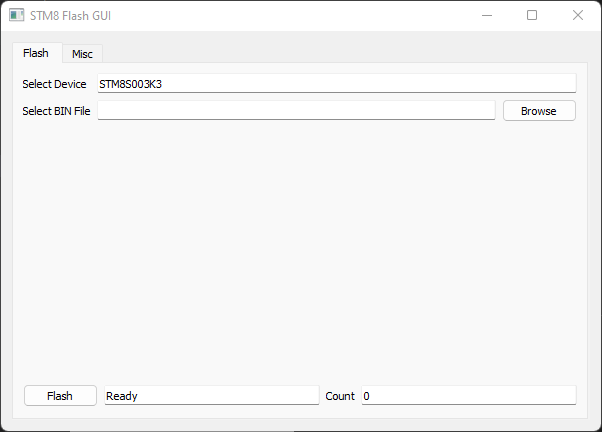 STM8 Flash GUI
Flash Misc
Select Device STM8S003K3
Select BIN File Browse
Flash Ready Count 0